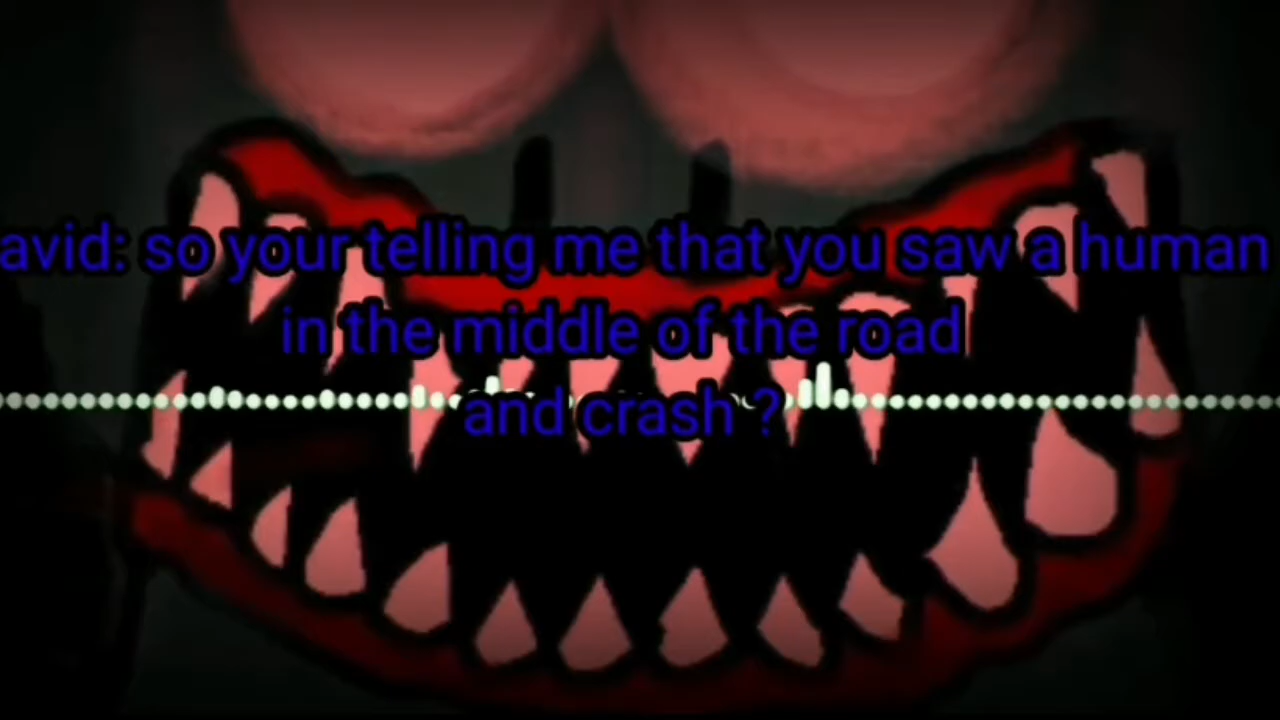 avid: so your telling me that you saw a human
in the middle of the road
and crash ?